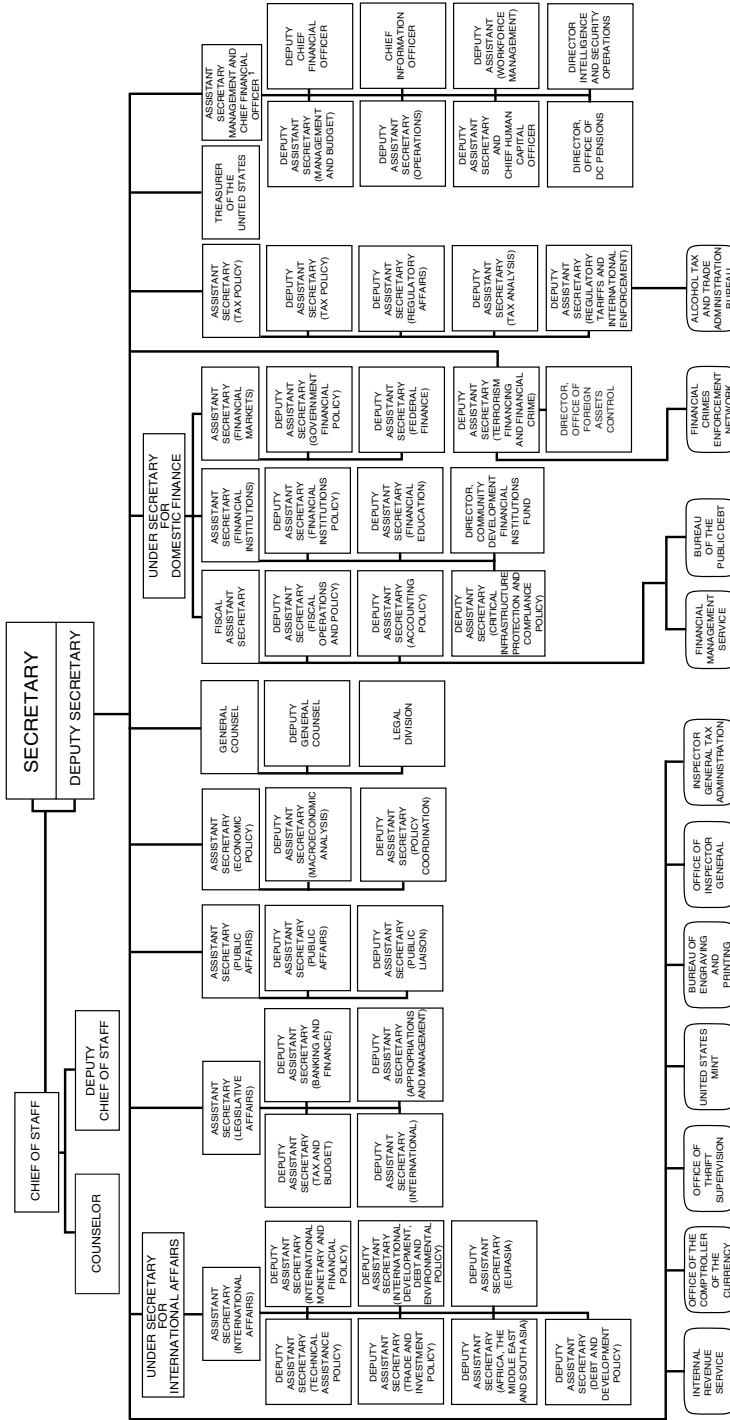 SECRETARY
DEPUTY SECRETARY
CHIEF OF STAFF
COUNSELOR
DEPUTY
CHIEF OF STAFF
UNDER SECRETARY
FOR
INTERNATIONAL AFFAIRS
ASSISTANT
SECRETARY
(INTERNATIONAL
AFFAIRS)
DEPUTY
ASSISTANT
SECRETARY
(TECHNICAL
ASSISTANCE
POLICY)
DEPUTY
ASSISTANT
SECRETARY
(INTERNATIONAL
MONETARY AND
FINANCIAL
POLICY)
DEPUTY
ASSISTANT
SECRETARY
(TRADE AND
INVESTMENT
POLICY)
DEPUTY
ASSISTANT
SECRETARY
(INTERNATIONAL
DEVELOPMENT,
DEBT AND
ENVIRONMENTAL
POLICY)
DEPUTY
ASSISTANT
SECRETARY
(AFRICA, THE
MIDDLE EAST
AND SOUTH ASIA)
DEPUTY
ASSISTANT
SECRETARY
(EURASIA)
DEPUTY
ASSISTANT
SECRETARY
(DEBT AND
DEVELOPMENT
POLICY)
ASSISTANT
SECRETARY
(LEGISLATIVE
AFFAIRS)
DEPUTY
ASSISTANT
SECRETARY
(TAX AND
BUDGET)
DEPUTY
ASSISTANT
SECRETARY
(BANKING AND
FINANCE)
DEPUTY
ASSISTANT
SECRETARY
(INTERNATIONAL)
DEPUTY
ASSISTANT
SECRETARY
(APPROPRIATIONS
AND MANAGEMENT)
ASSISTANT
SECRETARY
(PUBLIC
AFFAIRS)
DEPUTY
ASSISTANT
SECRETARY
(PUBLIC
AFFAIRS)
DEPUTY
ASSISTANT
SECRETARY
(PUBLIC
LIAISON)
ASSISTANT
SECRETARY
(ECONOMIC
POLICY)
DEPUTY
ASSISTANT
SECRETARY
(MACROECONOMIC
ANALYSIS)
DEPUTY
ASSISTANT
SECRETARY
(POLICY
COORDINATION)
GENERAL
COUNSEL
DEPUTY
GENERAL
COUNSEL
LEGAL
DIVISION
UNDER SECRETARY
FOR
DOMESTIC FINANCE
FISCAL
ASSISTANT
SECRETARY
DEPUTY
ASSISTANT
SECRETARY
(FISCAL
OPERATIONS
AND POLICY)
DEPUTY
ASSISTANT
SECRETARY
(ACCOUNTING
POLICY)
ASSISTANT
SECRETARY
(FINANCIAL
INSTITUTIONS)
DEPUTY
ASSISTANT
SECRETARY
(FINANCIAL
INSTITUTIONS
POLICY)
DEPUTY
ASSISTANT
SECRETARY
(FINANCIAL
EDUCATION)
DEPUTY
ASSISTANT
SECRETARY
(CRITICAL
INFRASTRUCTURE
PROTECTION AND
COMPLIANCE
POLICY)
DIRECTOR,
COMMUNITY
DEVELOPMENT
FINANCIAL
INSTITUTIONS
FUND
ASSISTANT
SECRETARY
(FINANCIAL
MARKETS)
DEPUTY
ASSISTANT
SECRETARY
(GOVERNMENT
FINANCIAL
POLICY)
DEPUTY
ASSISTANT
SECRETARY
(FEDERAL
FINANCE)
DEPUTY
ASSISTANT
SECRETARY
(TERRORISM
FINANCING
AND FINANCIAL
CRIME)
DIRECTOR,
OFFICE OF
FOREIGN
ASSETS
CONTROL
ASSISTANT
SECRETARY
(TAX POLICY)
DEPUTY
ASSISTANT
SECRETARY
(TAX POLICY)
DEPUTY
ASSISTANT
SECRETARY
(REGULATORY
AFFAIRS)
DEPUTY
ASSISTANT
SECRETARY
(TAX ANALYSIS)
DEPUTY
ASSISTANT
SECRETARY
(REGULATORY
TARIFFS AND
INTERNATIONAL
ENFORCEMENT)
TREASURER
OF THE
UNITED STATES
ASSISTANT
SECRETARY
MANAGEMENT AND
CHIEF FINANCIAL
OFFICER 1
DEPUTY
ASSISTANT
SECRETARY
(MANAGEMENT
AND BUDGET)
DEPUTY
CHIEF
FINANCIAL
OFFICER
DEPUTY
ASSISTANT
SECRETARY
(OPERATIONS)
CHIEF
INFORMATION
OFFICER
DEPUTY
ASSISTANT
SECRETARY
AND
CHIEF HUMAN
CAPITAL
OFFICER
DEPUTY
ASSISTANT
(WORKFORCE
MANAGEMENT)
DIRECTOR,
OFFICE OF
DC PENSIONS
DIRECTOR
INTELLIGENCE
AND SECURITY
OPERATIONS
INTERNAL
REVENUE
SERVICE
OFFICE OF THE
COMPTROLLER
OF THE
CURRENCY
OFFICE OF
THRIFT
SUPERVISION
UNITED STATES
MINT
BUREAU OF
ENGRAVING
AND
PRINTING
OFFICE OF
INSPECTOR
GENERAL
INSPECTOR
GENERAL TAX
ADMINISTRATION
FINANCIAL
MANAGEMENT
SERVICE
BUREAU
OF THE
PUBLIC DEBT
FINANCIAL
CRIMES
ENFORCEMENT
NETWORK
ALCOHOL TAX
AND TRADE
ADMINISTRATION
BUREAU